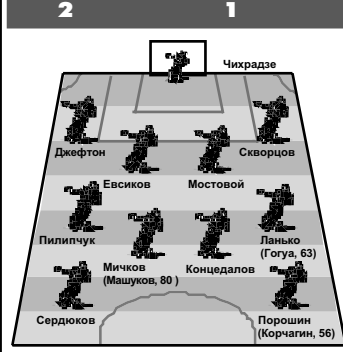 2 1
Чихрадзе
Джефтон Скворцов
Евсиков Мостовой
Пилипчук Ланько
(Гогуа, 63)
Мичков Концедалов
(Машуков, 80 )
Сердюков Порошин
(Корчагин, 56)